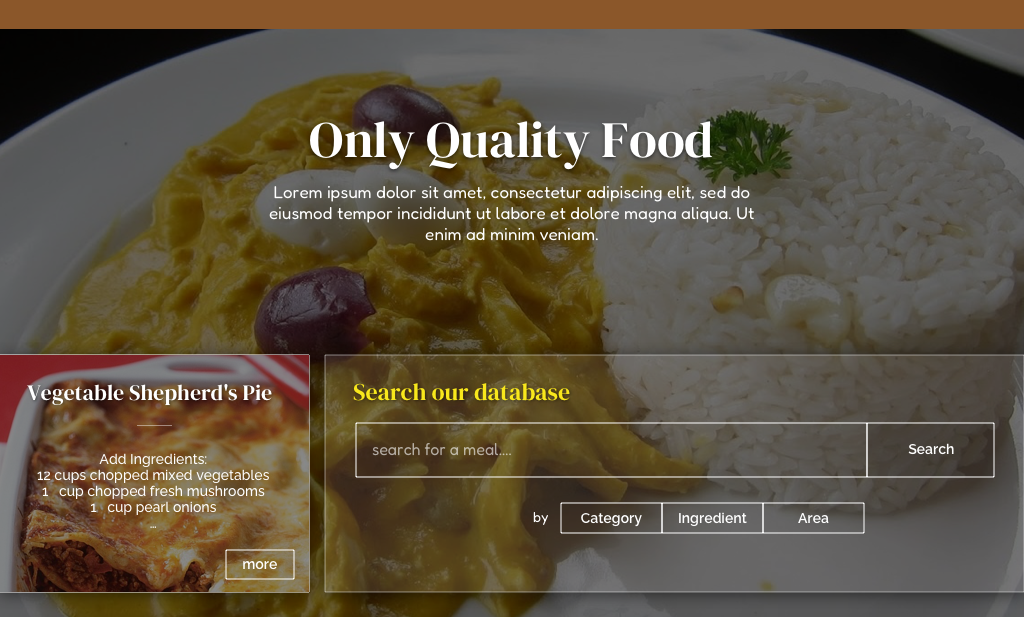 Only Quality Food
Lorem ipsum dolor sit amet, consectetur adipiscing elit, sed do
eiusmod tempor incididunt ut labore et dolore magna aliqua. Ut
enim ad minim veniam.
Vegetable Shepherd's Pie
Add Ingredients:
12 cups chopped mixed vegetables
1 cup chopped fresh mushrooms
1 cup pearl onions
...
more
Search our database
search for a meal....
Search
by Category Ingredient Area